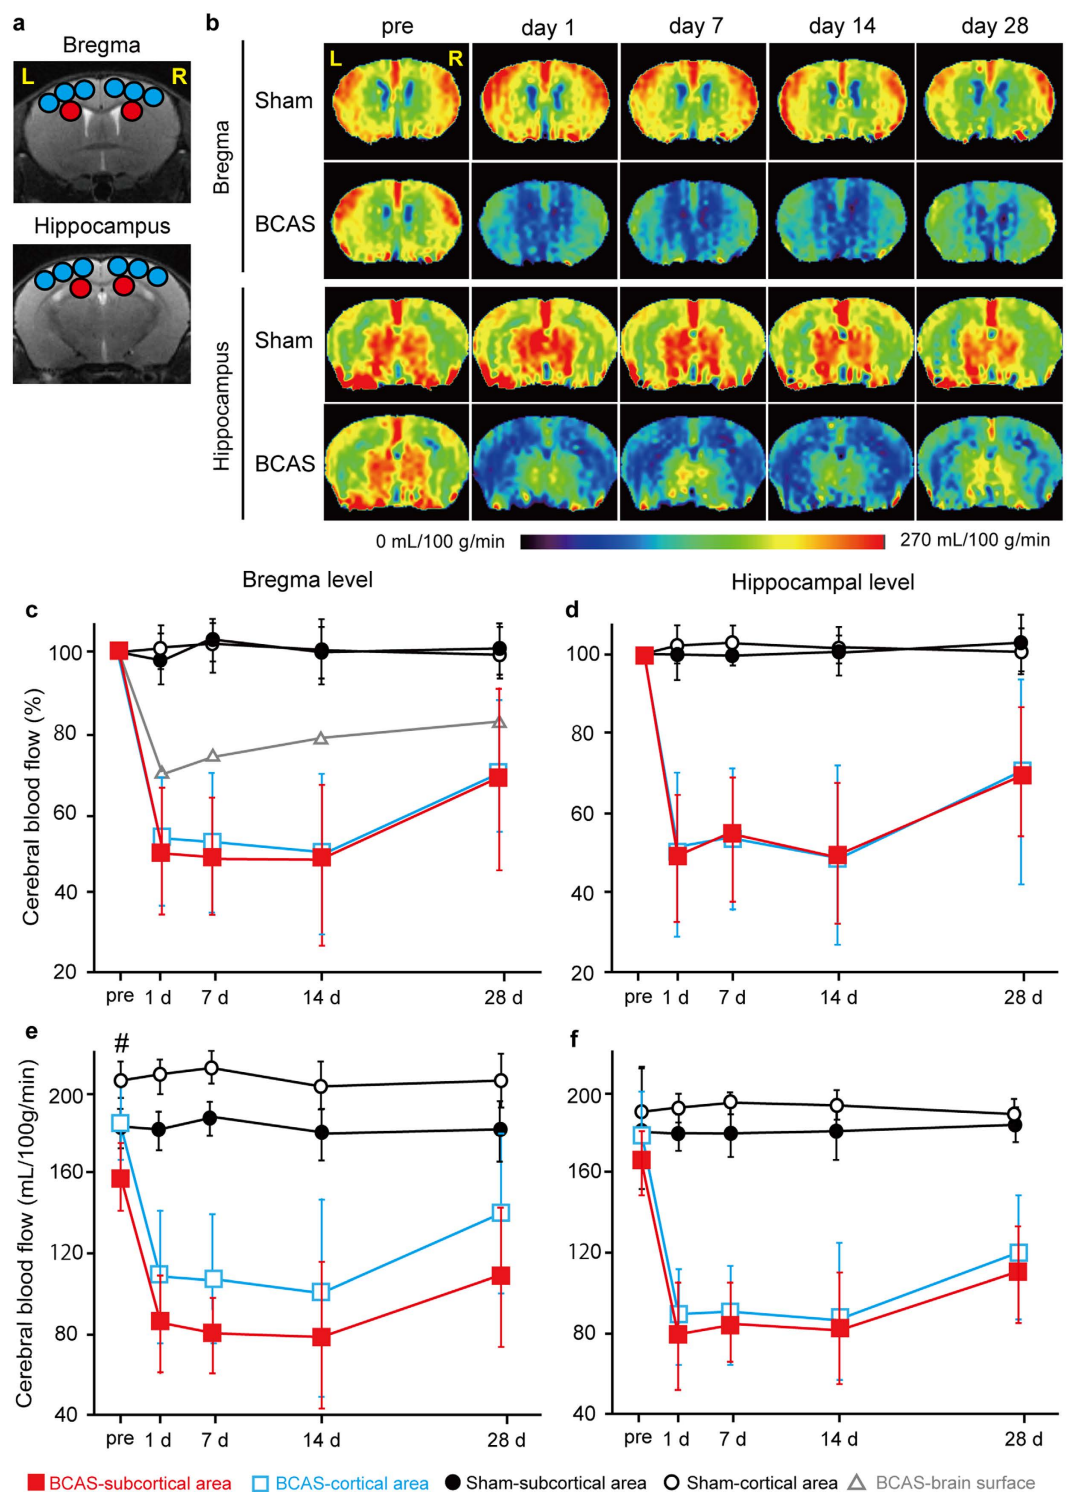 a
Bregma
L R
Hippocampus
b
pre day 1 day 7 day 14 day 28
L R
Bregma
Sham
BCAS
Hippocampus
Sham
BCAS
0 mL/100 g/min 270 mL/100 g/min
Bregma level
Hippocampal level
c
Cerebral blood flow (%)
100
80
60
40
20
pre 1 d 7 d 14 d 28 d
d
100
80
60
40
20
pre 1 d 7 d 14 d 28 d
e
#
Cerebral blood flow (mL/100g/min)
200
160
120
80
40
pre 1 d 7 d 14 d 28 d
f
200
160
120
80
40
pre 1 d 7 d 14 d 28 d
BCAS-subcortical area BCAS-cortical area Sham-subcortical area Sham-cortical area BCAS-brain surface